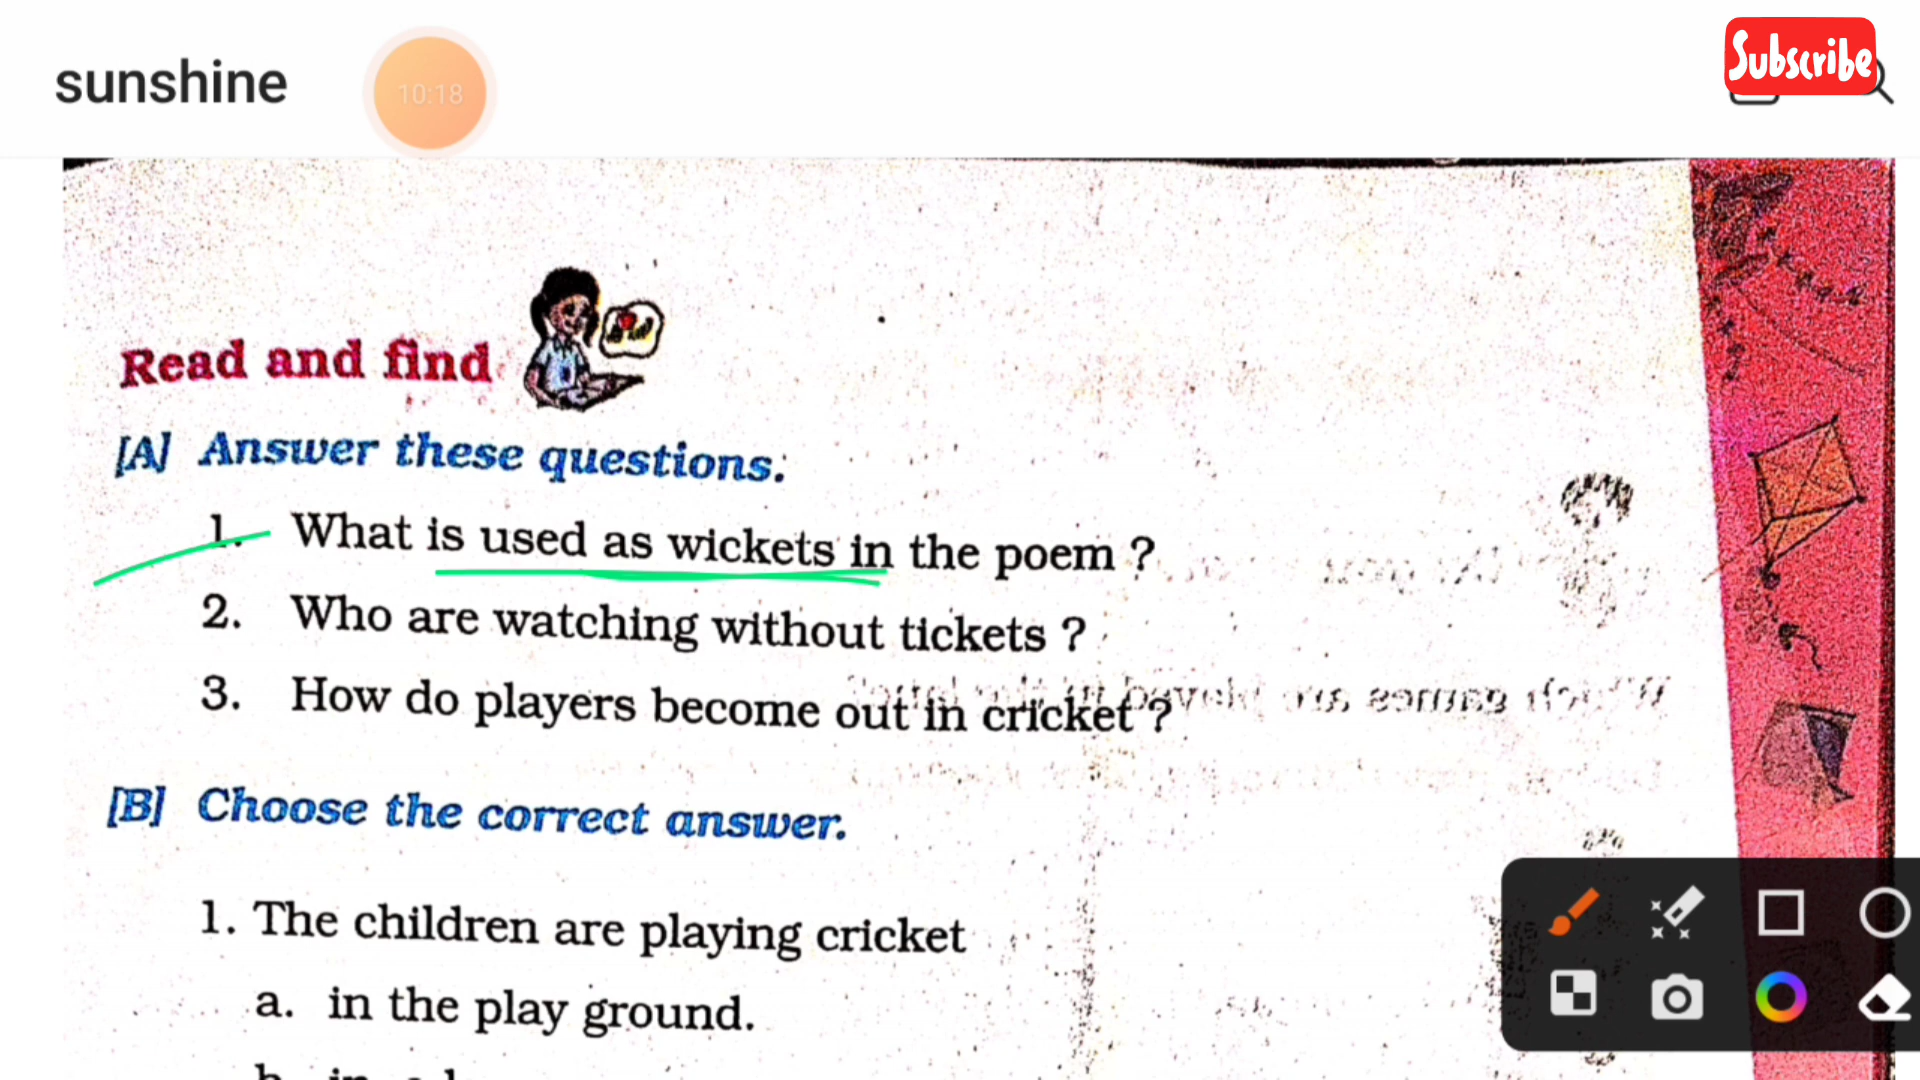 sunshine
10:18
Subscribe
Read and find
[A] Answer these questions.
1. What is used as wickets in the poem ?
2. Who are watching without tickets ?
3. How do players become out in cricket ?
[B] Choose the correct answer.
1. The children are playing cricket
a. in the play ground.